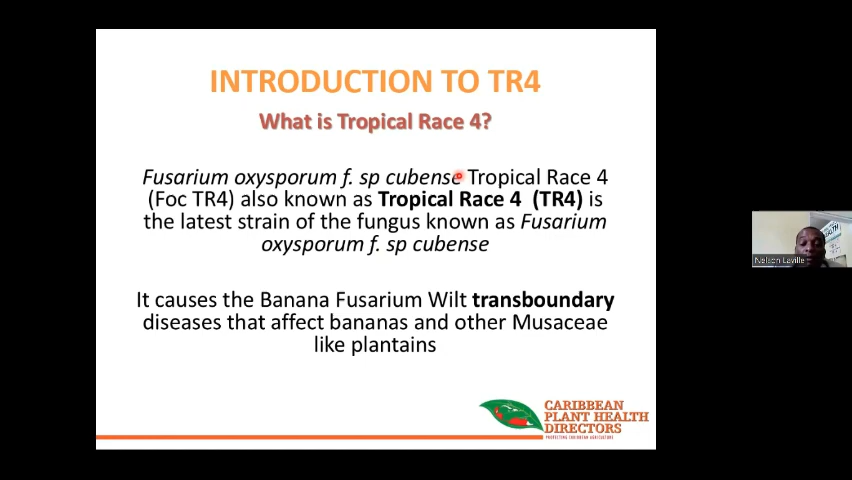 INTRODUCTION TO TR4
What is Tropical Race 4?
Fusarium oxysporum f. sp cubense Tropical Race 4
(Foc TR4) also known as Tropical Race 4 (TR4) is
the latest strain of the fungus known as Fusarium
oxysporum f. sp cubense
It causes the Banana Fusarium Wilt transboundary
diseases that affect bananas and other Musaceae
like plantains
CARIBBEAN
PLANT HEALTH
DIRECTORS
PROTECTING CARIBBEAN AGRICULTURE
Nelson Laville